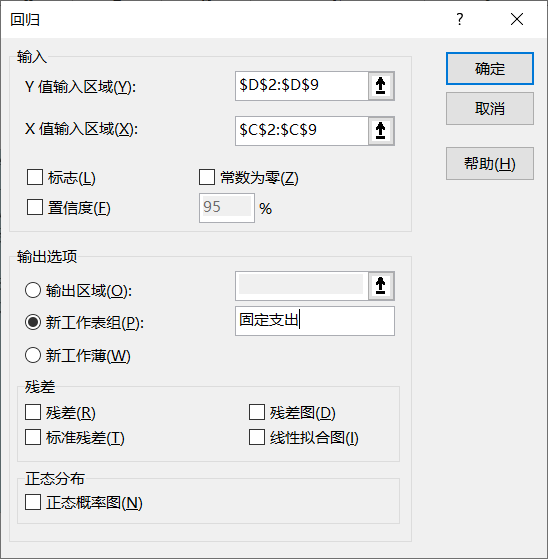 回归
?
输入
Y 值输入区域(Y): $D$2:$D$9
X 值输入区域(X): $C$2:$C$9
标志(L) 常数为零(Z)
置信度(F) 95 %
确定
取消
帮助(H)
输出选项
输出区域(O):
新工作表组(P): 固定支出
新工作薄(W)
残差
残差(R) 残差图(D)
标准残差(T) 线性拟合图(I)
正态分布
正态概率图(N)